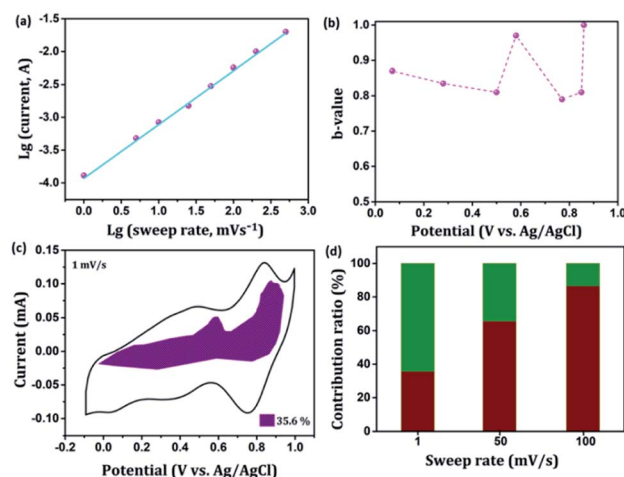 (a)
-1.5
-2.0
-2.5
-3.0
-3.5
-4.0
Lg (current, A)
0.0 0.5 1.0 1.5 2.0 2.5 3.0
Lg (sweep rate, mVs⁻¹)
(b)
1.0
0.9
0.8
0.7
0.6
0.5
b-value
0.0 0.2 0.4 0.6 0.8 1.0
Potential (V vs. Ag/AgCl)
(c)
1 mV/s
0.15
0.10
0.05
0.00
-0.05
-0.10
Current (mA)
35.6 %
-0.2 0.0 0.2 0.4 0.6 0.8 1.0 1.2
Potential (V vs. Ag/AgCl)
(d)
100
80
60
40
20
0
Contribution ratio (%)
1 50 100
Sweep rate (mV/s)